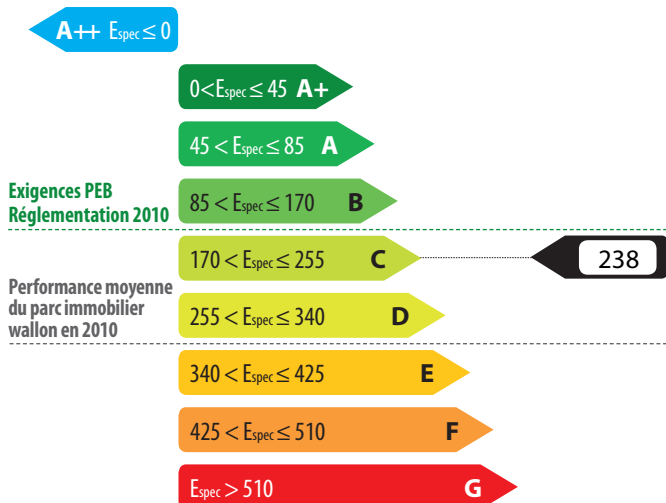 A++ Espec ≤ 0
0 < Espec ≤ 45 A+
45 < Espec ≤ 85 A
Exigences PEB
Réglementation 2010
85 < Espec ≤ 170 B
170 < Espec ≤ 255 C
238
Performance moyenne
du parc immobilier
wallon en 2010
255 < Espec ≤ 340 D
340 < Espec ≤ 425 E
425 < Espec ≤ 510 F
Espec > 510 G